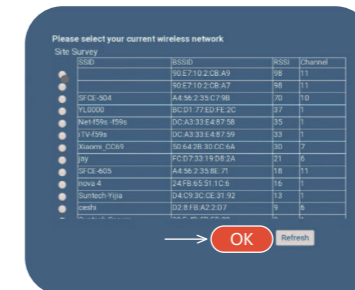 Please select your current wireless network
Site Survey
SSID BSSID RSSI Channel
90:E7:10:2:CB:A9 98 11
90:E7:10:2:CB:A7 98 11
SFCE-504 A4:56:2:35:C7:9B 70 10
YL0000 BC:D1:77:ED:FE:2C 37 1
Net-f59s -f59s DC:A3:33:E4:87:58 35 1
iTV-f59s DC:A3:33:E4:87:59 33 1
Xiaomi_CC69 50:64:2B:30:CC:6A 30 7
jay FC:D7:33:19:D8:2A 21 6
SFCE-605 A4:56:2:35:8E:71 18 11
nova 4 24:FB:65:51:1C:6 16 1
Suntech-Yijia D4:C9:3C:CE:31:92 13 1
ceshi D2:8:FB:A2:2:D7 9 6
OK Refresh